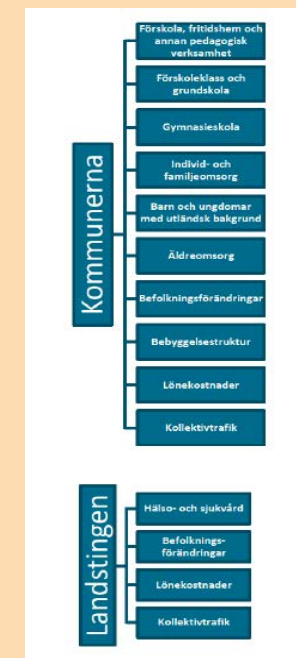 Kommunerna
Förskola, fritidshem och
annan pedagogisk
verksamhet
Förskoleklass och
grundskola
Gymnasieskola
Individ- och
familjeomsorg
Barn och ungdomar
med utländsk bakgrund
Äldreomsorg
Befolkningsförändringar
Bebyggelsestruktur
Lönekostnader
Kollektivtrafik
Landstingen
Hälso- och sjukvård
Befolknings-
förändringar
Lönekostnader
Kollektivtrafik